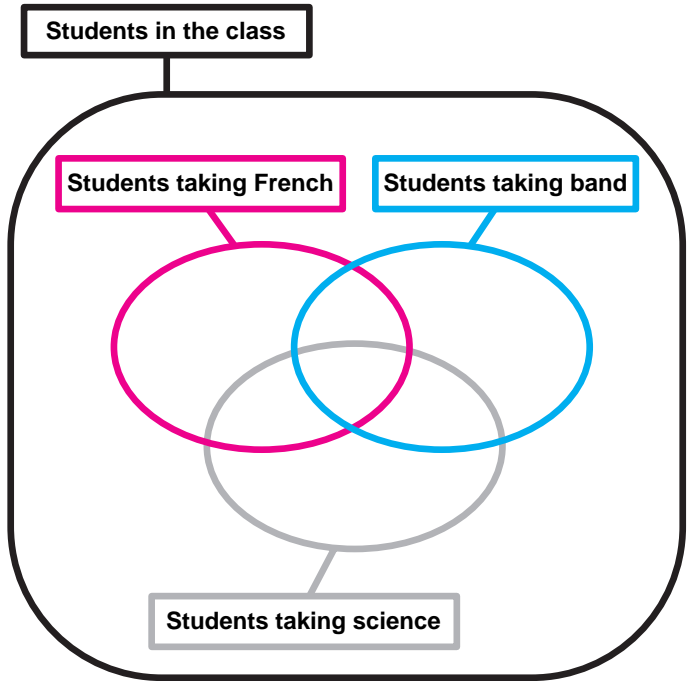 Students in the class
Students taking French
Students taking band
Students taking science